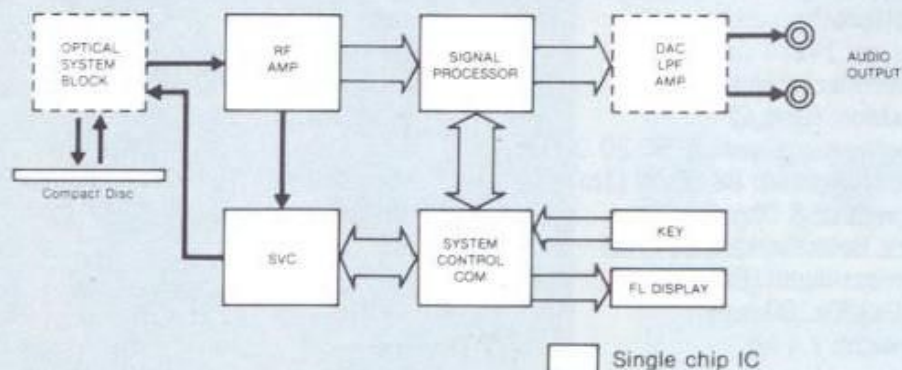 OPTICAL
SYSTEM
BLOCK
RF
AMP
SIGNAL
PROCESSOR
DAC
LPF
AMP
AUDIO
OUTPUT
Compact Disc
SVC
SYSTEM
CONTROL
COM
KEY
FL DISPLAY
Single chip IC